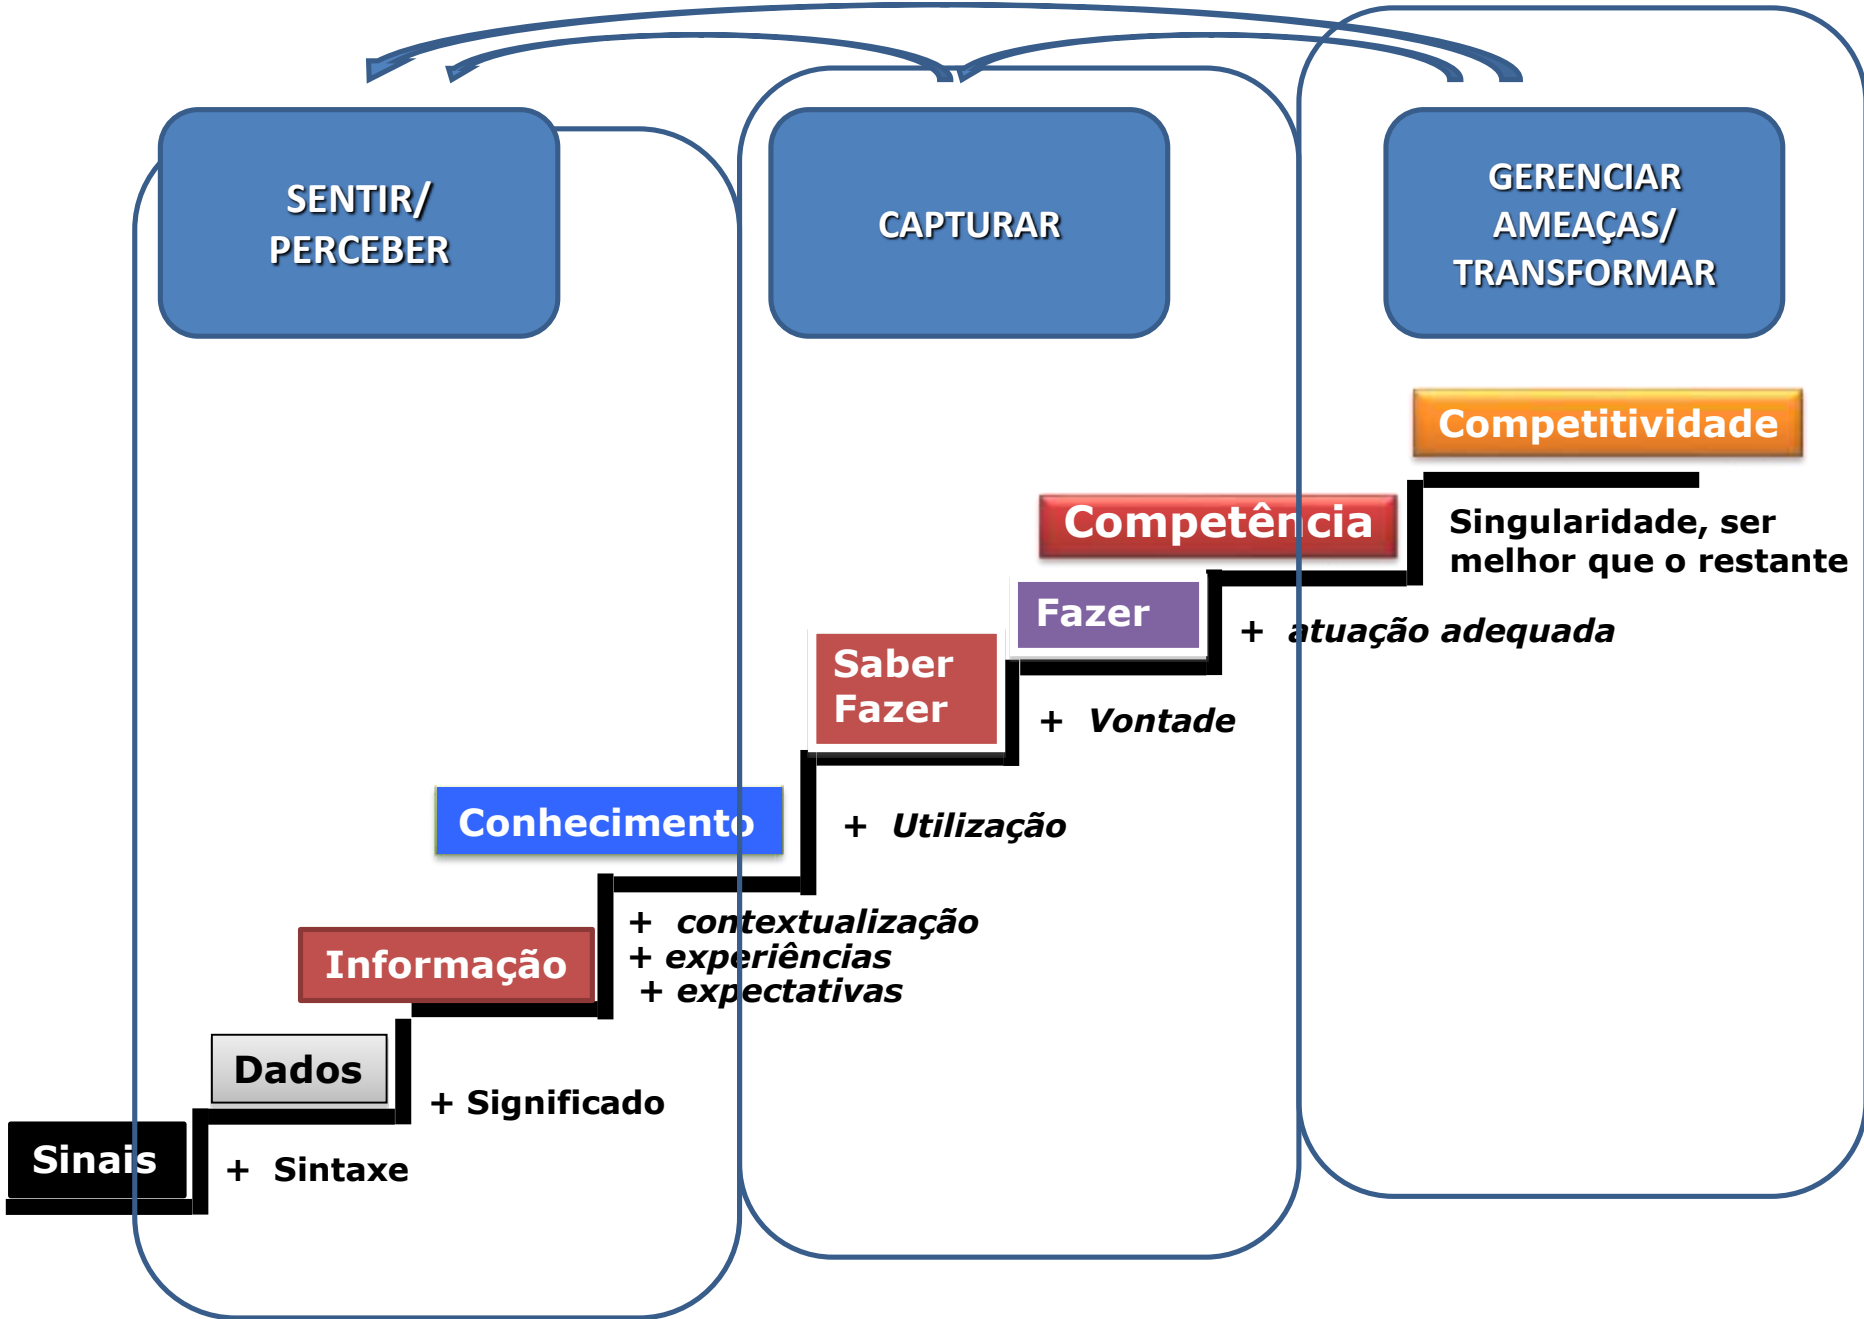 SENTIR/
PERCEBER
CAPTURAR
GERENCIAR
AMEAÇAS/
TRANSFORMAR
Competitividade
Singularidade, ser
melhor que o restante
Competência
+ atuação adequada
Fazer
+ Vontade
Saber
Fazer
+ Utilização
Conhecimento
+ contextualização
+ experiências
+ expectativas
Informação
+ Significado
Dados
+ Sintaxe
Sinais